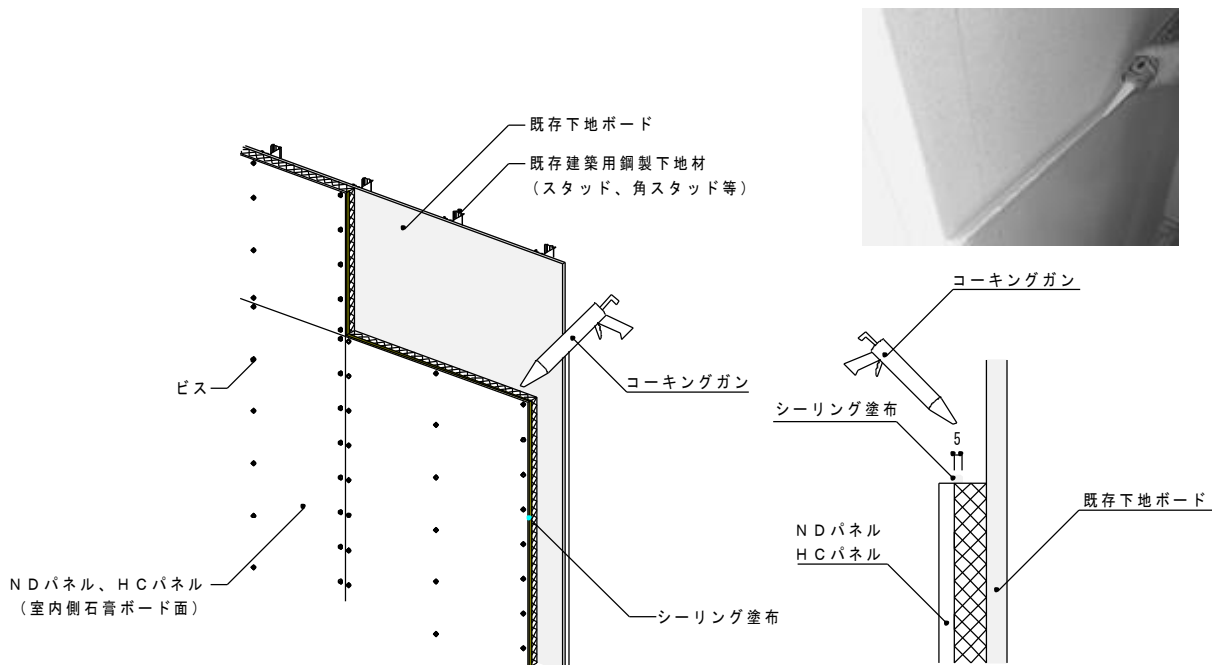 既存下地ボード
既存建築用鋼製下地材
（スタッド、角スタッド等）
コーキングガン
ビス
ＮＤパネル、ＨＣパネル
（室内側石膏ボード面）
シーリング塗布
コーキングガン
シーリング塗布
5
既存下地ボード
ＮＤパネル
ＨＣパネル